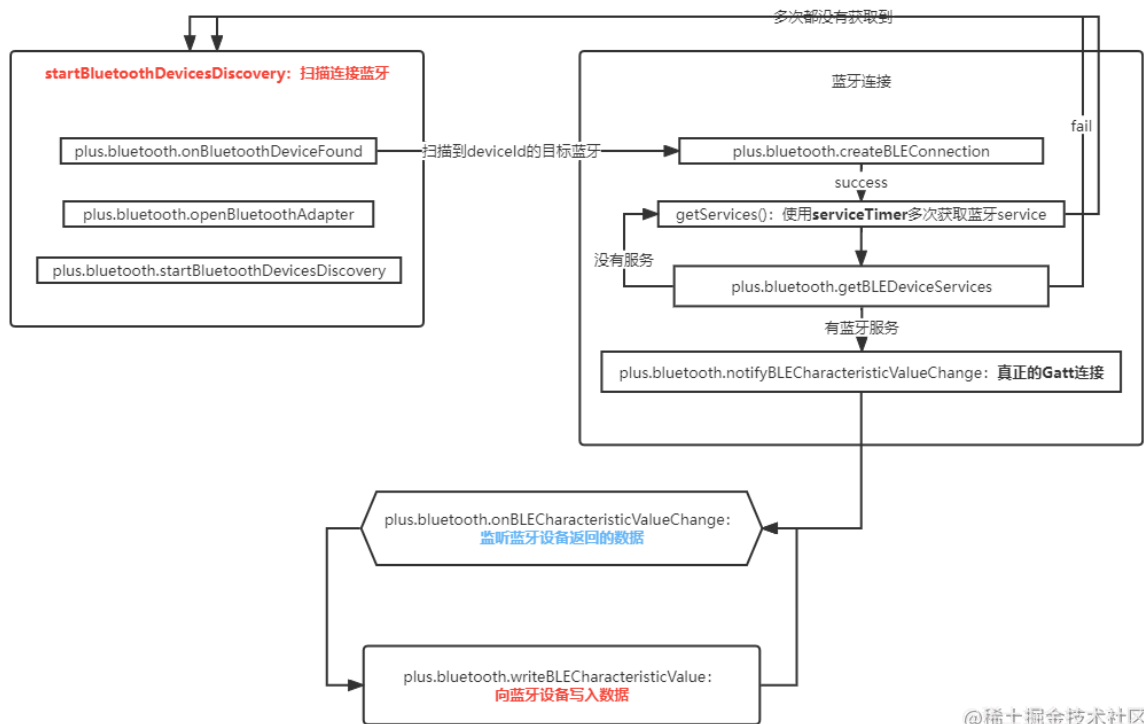 多次都没有获取到
startBluetoothDevicesDiscovery：扫描连接蓝牙
蓝牙连接
fail
plus.bluetooth.onBluetoothDeviceFound
扫描到deviceId的目标蓝牙
plus.bluetooth.createBLEConnection
success
plus.bluetooth.openBluetoothAdapter
getServices()：使用serviceTimer多次获取蓝牙service
没有服务
plus.bluetooth.startBluetoothDevicesDiscovery
plus.bluetooth.getBLEDeviceServices
有蓝牙服务
plus.bluetooth.notifyBLECharacteristicValueChange：真正的Gatt连接
plus.bluetooth.onBLECharacteristicValueChange：
监听蓝牙设备返回的数据
plus.bluetooth.writeBLECharacteristicValue：
向蓝牙设备写入数据
@稀土掘金技术社区